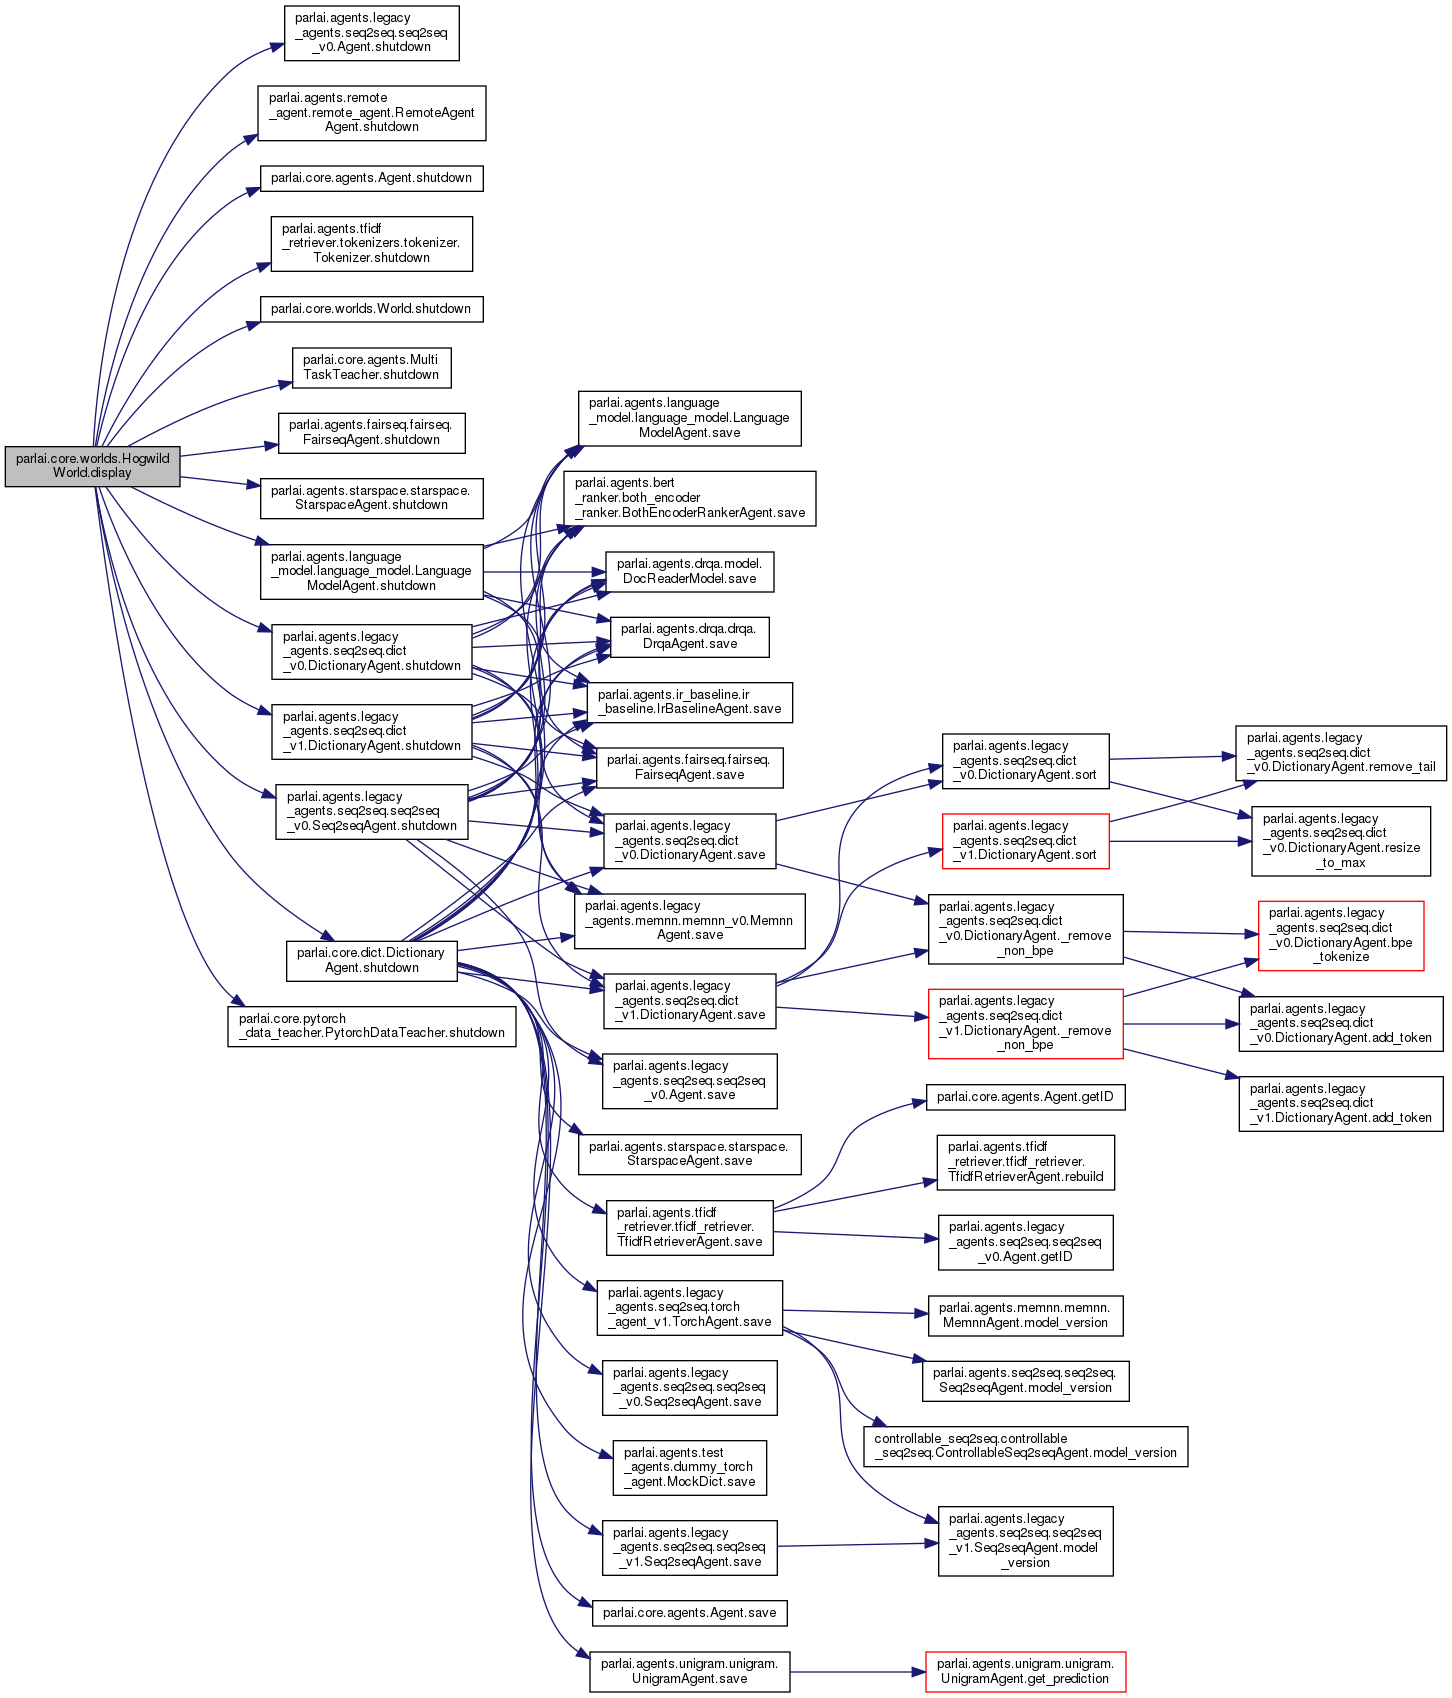 parlai.core.worlds.Hogwild
World.display
parlai.agents.legacy
_agents.seq2seq.seq2seq
_v0.Agent.shutdown
parlai.agents.remote
_agent.remote_agent.RemoteAgent
Agent.shutdown
parlai.core.agents.Agent.shutdown
parlai.agents.tfidf
_retriever.tokenizers.tokenizer.
Tokenizer.shutdown
parlai.core.worlds.World.shutdown
parlai.core.agents.Multi
TaskTeacher.shutdown
parlai.agents.fairseq.fairseq.
FairseqAgent.shutdown
parlai.agents.starspace.starspace.
StarspaceAgent.shutdown
parlai.agents.language
_model.language_model.Language
ModelAgent.shutdown
parlai.agents.legacy
_agents.seq2seq.dict
_v0.DictionaryAgent.shutdown
parlai.agents.legacy
_agents.seq2seq.dict
_v1.DictionaryAgent.shutdown
parlai.agents.legacy
_agents.seq2seq.seq2seq
_v0.Seq2seqAgent.shutdown
parlai.core.dict.Dictionary
Agent.shutdown
parlai.core.pytorch
_data_teacher.PytorchDataTeacher.shutdown
parlai.agents.language
_model.language_model.Language
ModelAgent.save
parlai.agents.bert
_ranker.both_encoder
_ranker.BothEncoderRankerAgent.save
parlai.agents.drqa.model.
DocReaderModel.save
parlai.agents.drqa.drqa.
DrqaAgent.save
parlai.agents.ir_baseline.ir
_baseline.IrBaselineAgent.save
parlai.agents.fairseq.fairseq.
FairseqAgent.save
parlai.agents.legacy
_agents.seq2seq.dict
_v0.DictionaryAgent.save
parlai.agents.legacy
_agents.memnn.memnn_v0.Memnn
Agent.save
parlai.agents.legacy
_agents.seq2seq.dict
_v1.DictionaryAgent.save
parlai.agents.legacy
_agents.seq2seq.seq2seq
_v0.Agent.save
parlai.agents.starspace.starspace.
StarspaceAgent.save
parlai.agents.tfidf
_retriever.tfidf_retriever.
TfidfRetrieverAgent.save
parlai.agents.legacy
_agents.seq2seq.torch
_agent_v1.TorchAgent.save
parlai.agents.legacy
_agents.seq2seq.seq2seq
_v0.Seq2seqAgent.save
parlai.agents.test
_agents.dummy_torch
_agent.MockDict.save
parlai.agents.legacy
_agents.seq2seq.seq2seq
_v1.Seq2seqAgent.save
parlai.core.agents.Agent.save
parlai.agents.unigram.unigram.
UnigramAgent.save
parlai.agents.legacy
_agents.seq2seq.dict
_v0.DictionaryAgent.sort
parlai.agents.legacy
_agents.seq2seq.dict
_v1.DictionaryAgent.sort
parlai.agents.legacy
_agents.seq2seq.dict
_v0.DictionaryAgent._remove
_non_bpe
parlai.agents.legacy
_agents.seq2seq.dict
_v1.DictionaryAgent._remove
_non_bpe
parlai.core.agents.Agent.getID
parlai.agents.tfidf
_retriever.tfidf_retriever.
TfidfRetrieverAgent.rebuild
parlai.agents.legacy
_agents.seq2seq.seq2seq
_v0.Agent.getID
parlai.agents.memnn.memnn.
MemnnAgent.model_version
parlai.agents.seq2seq.seq2seq.
Seq2seqAgent.model_version
controllable_seq2seq.controllable
_seq2seq.ControllableSeq2seqAgent.model_version
parlai.agents.legacy
_agents.seq2seq.seq2seq
_v1.Seq2seqAgent.model
_version
parlai.agents.unigram.unigram.
UnigramAgent.get_prediction
parlai.agents.legacy
_agents.seq2seq.dict
_v0.DictionaryAgent.remove_tail
parlai.agents.legacy
_agents.seq2seq.dict
_v0.DictionaryAgent.resize
_to_max
parlai.agents.legacy
_agents.seq2seq.dict
_v0.DictionaryAgent.bpe
_tokenize
parlai.agents.legacy
_agents.seq2seq.dict
_v0.DictionaryAgent.add_token
parlai.agents.legacy
_agents.seq2seq.dict
_v1.DictionaryAgent.add_token